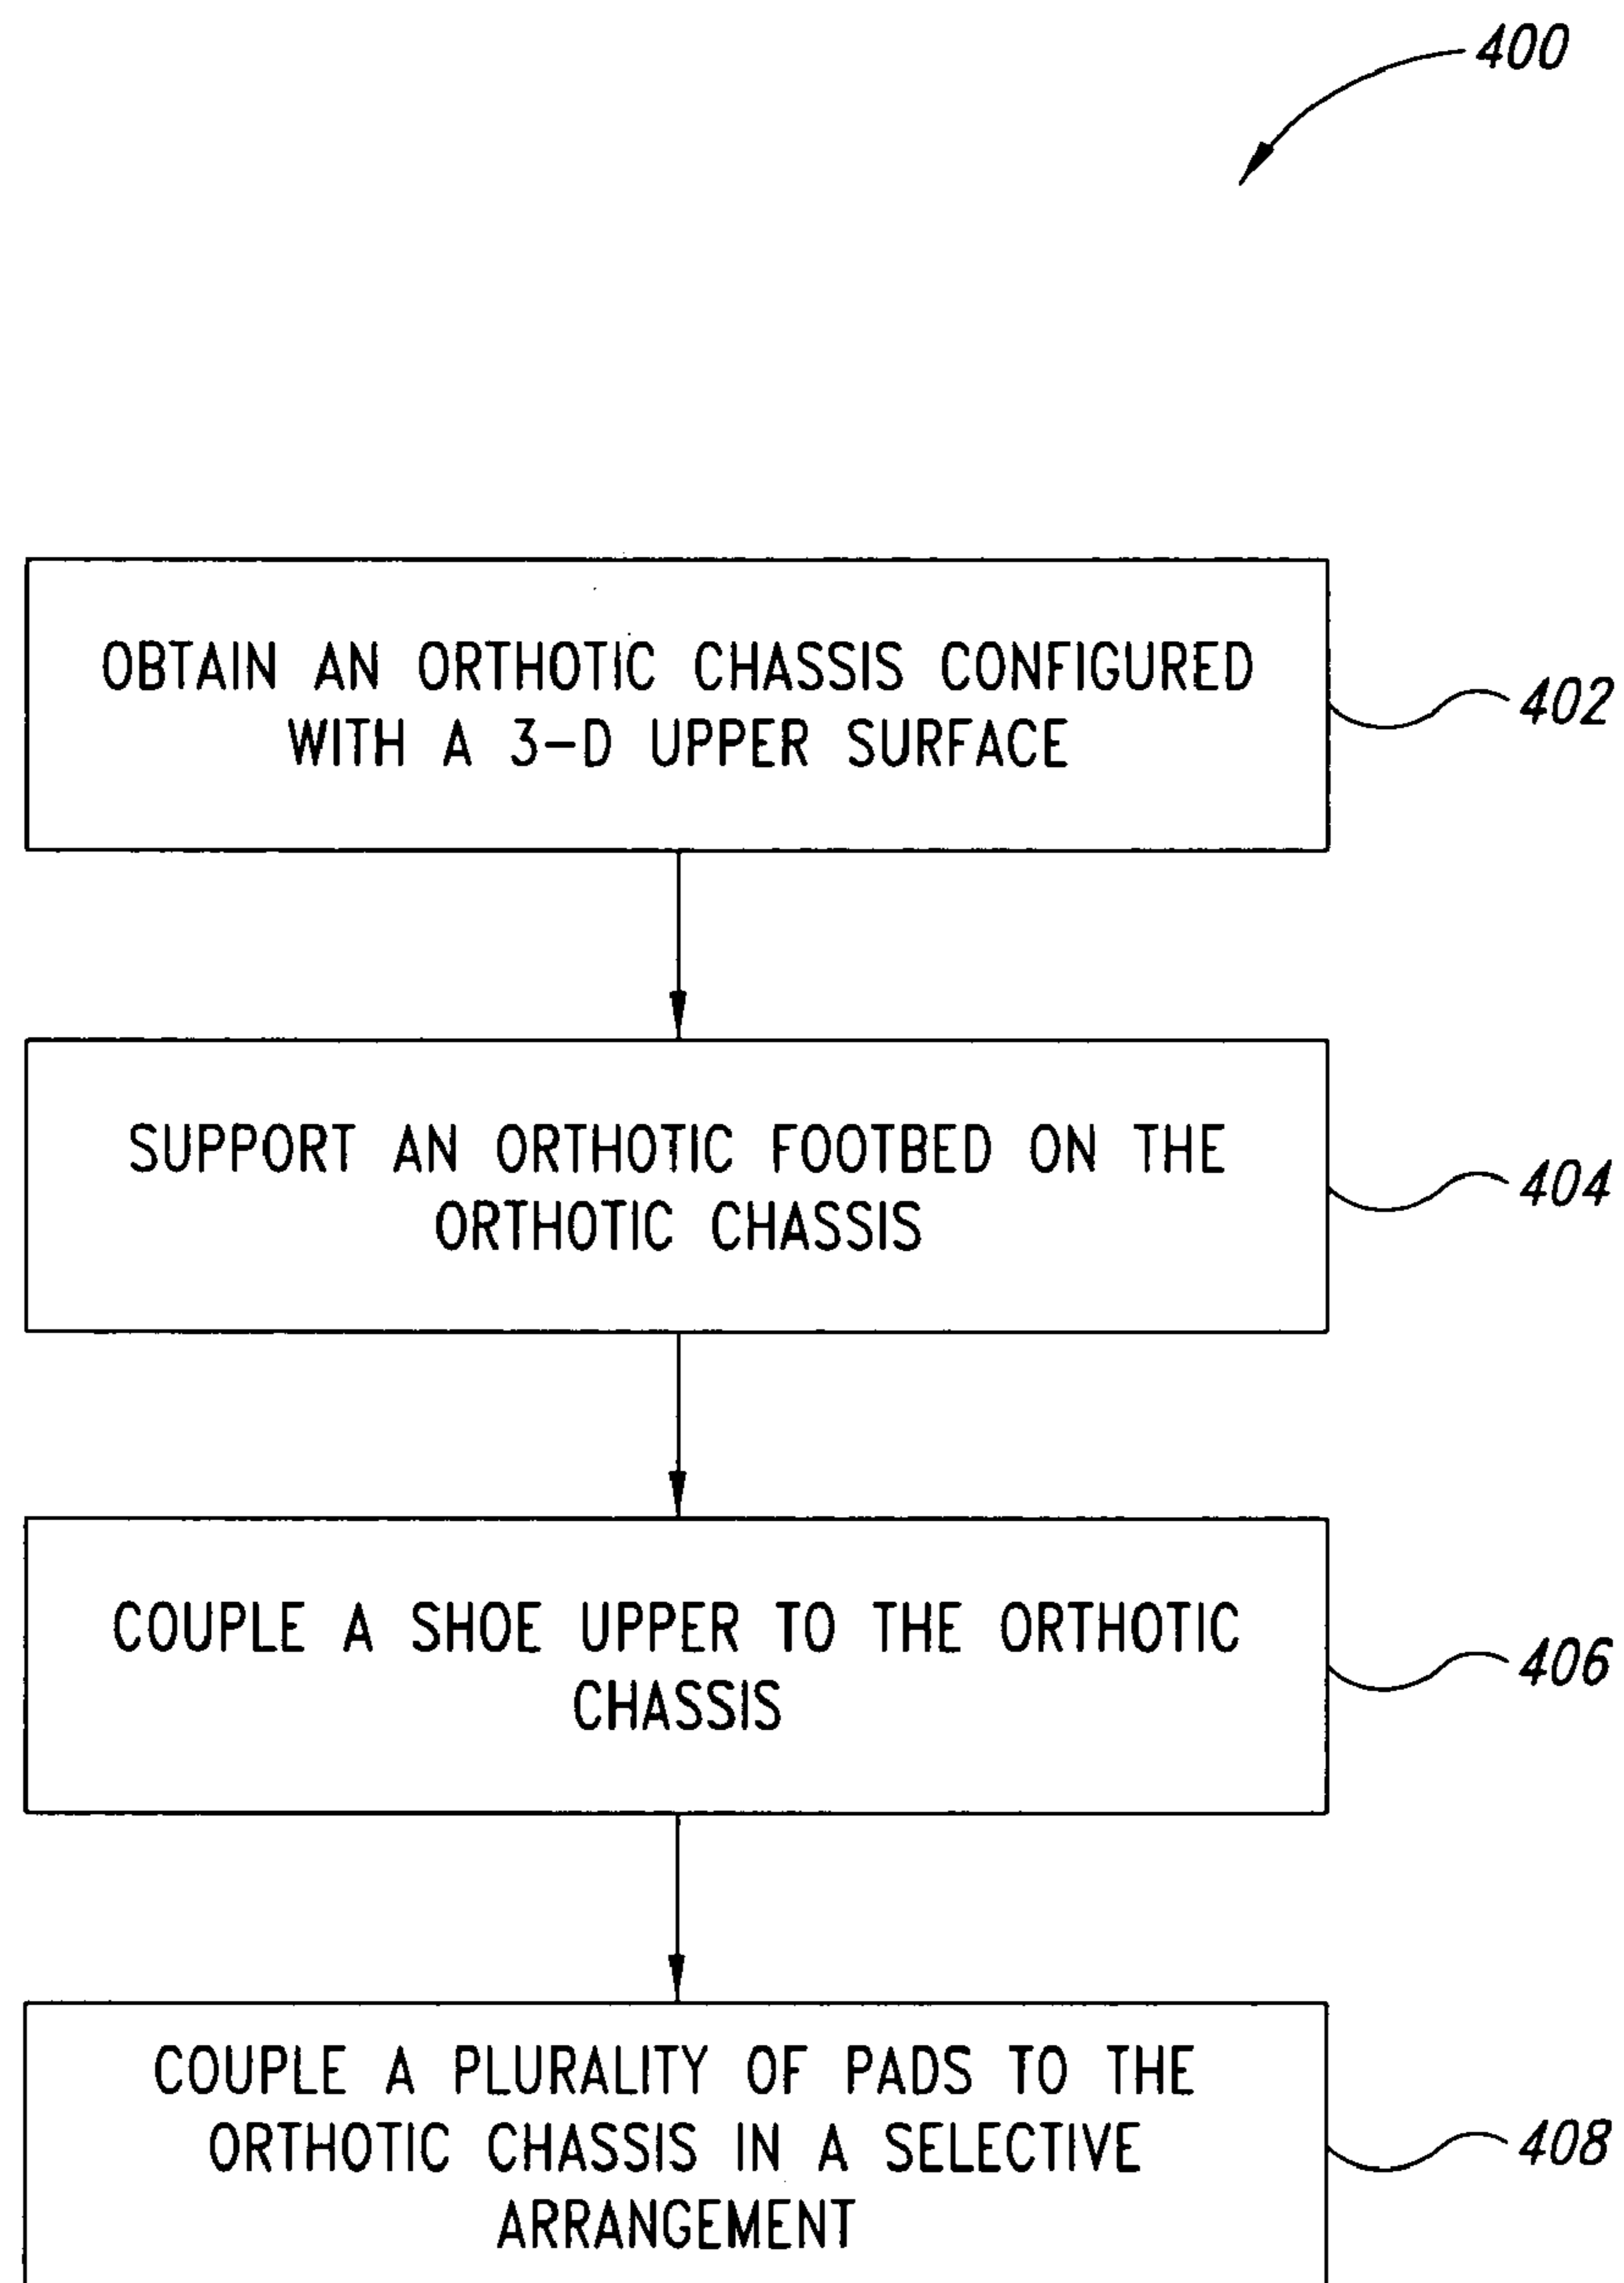 400
OBTAIN AN ORTHOTIC CHASSIS CONFIGURED
WITH A 3-D UPPER SURFACE
402
SUPPORT AN ORTHOTIC FOOTBED ON THE
ORTHOTIC CHASSIS
404
COUPLE A SHOE UPPER TO THE ORTHOTIC
CHASSIS
406
COUPLE A PLURALITY OF PADS TO THE
ORTHOTIC CHASSIS IN A SELECTIVE
ARRANGEMENT
408